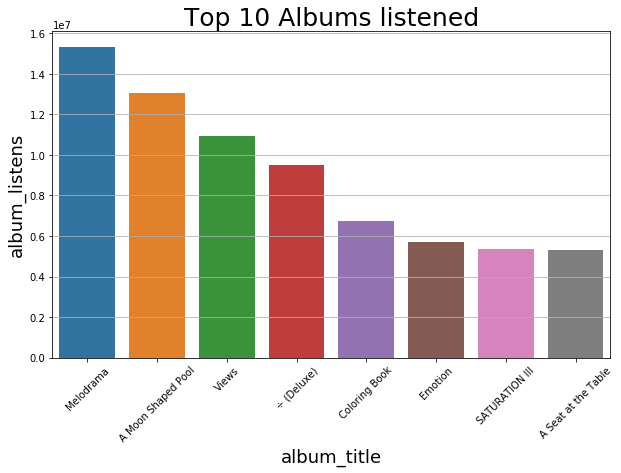 Top 10 Albums listened
1e7
1.6
1.4
1.2
1.0
0.8
0.6
0.4
0.2
0.0
album_listens
Melodrama
A Moon Shaped Pool
Views
÷ (Deluxe)
Coloring Book
Emotion
SATURATION III
A Seat at the Table
album_title